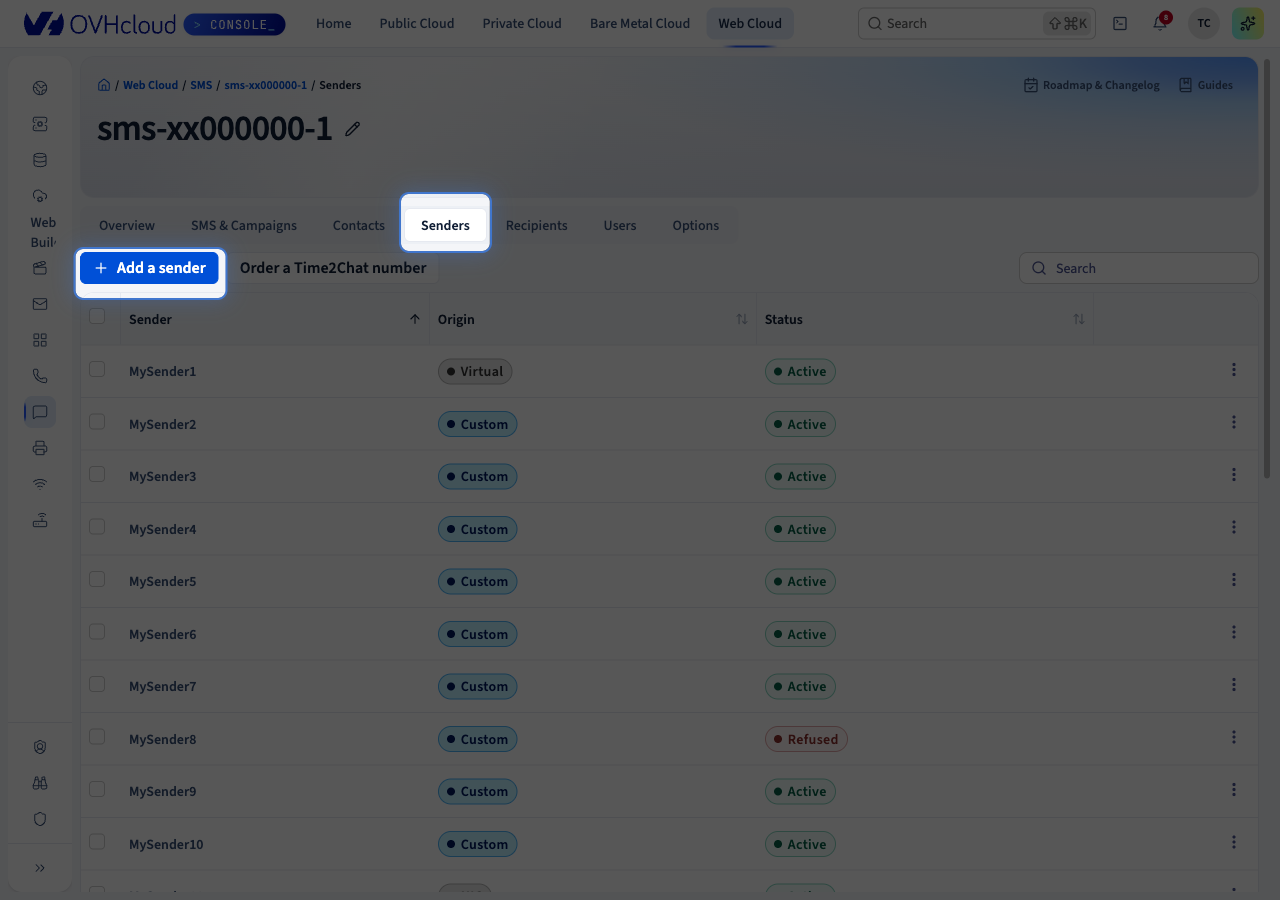 OVHcloud > CONSOLE_ Home Public Cloud Private Cloud Bare Metal Cloud Web Cloud Search ⇧⌘K 8 TC
/ Web Cloud / SMS / sms-xx000000-1 / Senders Roadmap & Changelog Guides
sms-xx000000-1
Web
Overview SMS & Campaigns Contacts Senders Recipients Users Options
+ Add a sender Order a Time2Chat number Search
Sender Origin Status
MySender1 Virtual Active
MySender2 Custom Active
MySender3 Custom Active
MySender4 Custom Active
MySender5 Custom Active
MySender6 Custom Active
MySender7 Custom Active
MySender8 Custom Refused
MySender9 Custom Active
MySender10 Custom Active